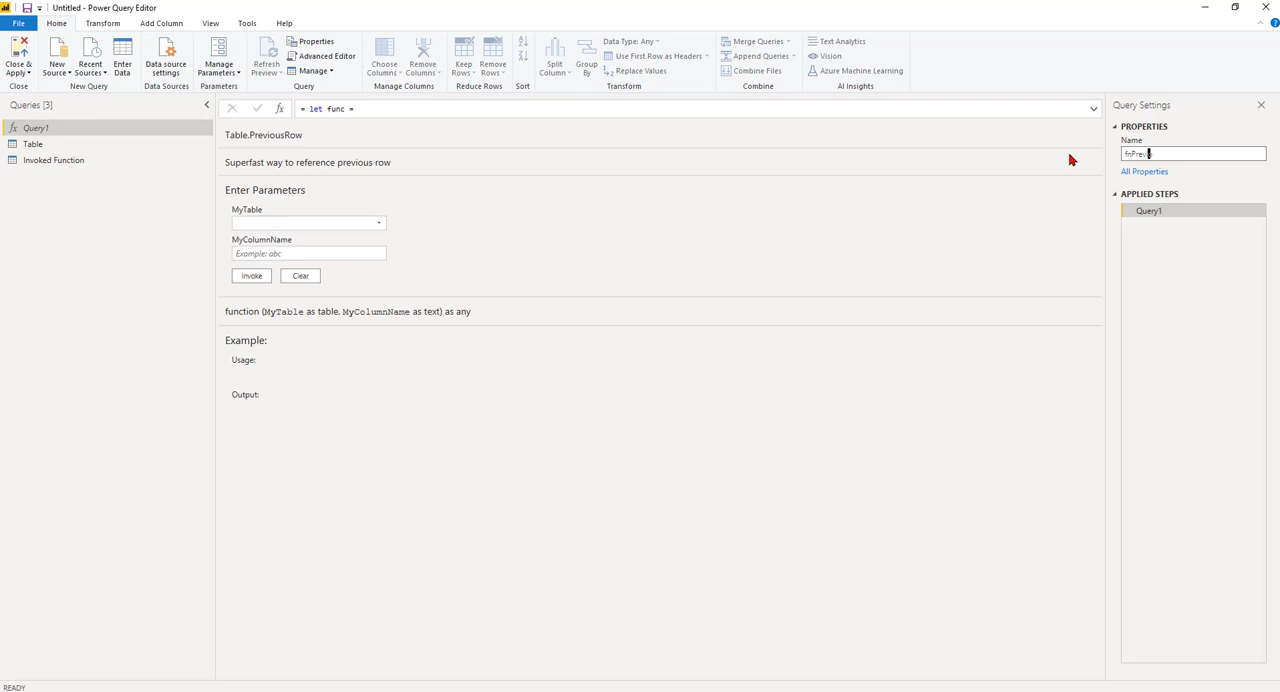 Untitled - Power Query Editor
File Home Transform Add Column View Tools Help
Close & Apply
New Source
Recent Sources
Enter Data
Data source settings
Manage Parameters
Refresh Preview
Properties
Advanced Editor
Manage
Choose Columns
Remove Columns
Keep Rows
Remove Rows
Split Column
Group By
Data Type: Any
Use First Row as Headers
Replace Values
Merge Queries
Append Queries
Combine Files
Text Analytics
Vision
Azure Machine Learning
Close New Query Data Sources Parameters Query Manage Columns Reduce Rows Sort Transform Combine AI Insights
Queries [3]
Query1
Table
Invoked Function
fx = let func =
Table.PreviousRow
Superfast way to reference previous row
Enter Parameters
MyTable
MyColumnName
Example: abc
Invoke Clear
function (MyTable as table, MyColumnName as text) as any
Example:
Usage:
Output:
Query Settings
PROPERTIES
Name
All Properties
APPLIED STEPS
Query1
READY